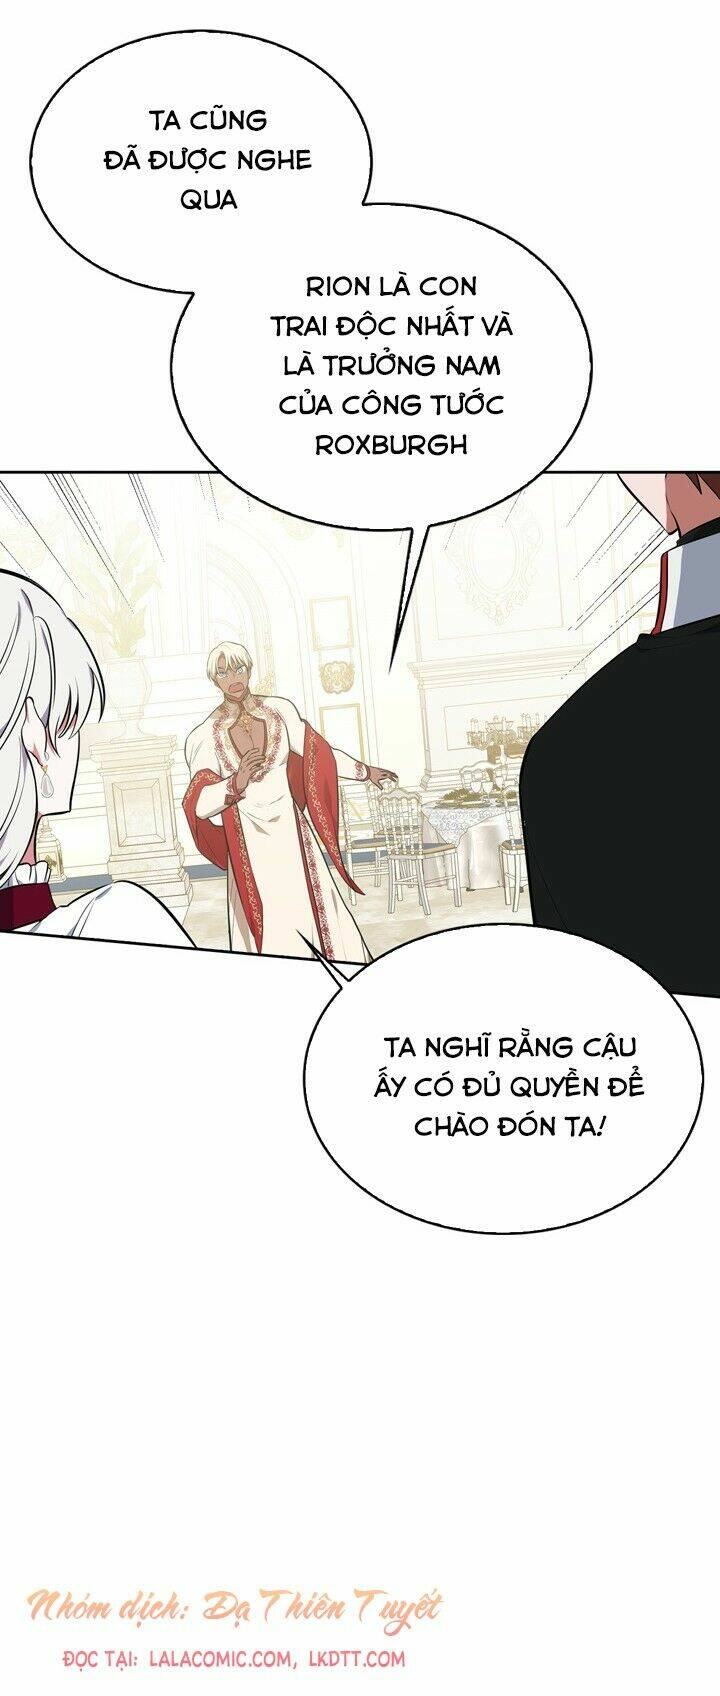 TA CŨNG
ĐÃ ĐƯỢC NGHE
QUA
RION LÀ CON
TRAI ĐỘC NHẤT VÀ
LÀ TRƯỞNG NAM
CỦA CÔNG TƯỚC
ROXBURGH
TA NGHĨ RẰNG CẬU
ẤY CÓ ĐỦ QUYỀN ĐỂ
CHÀO ĐÓN TA!
Nhóm dịch: Dạ Thiên Tuyết
ĐỌC TẠI: LALACOMIC.COM, LKDTT.COM